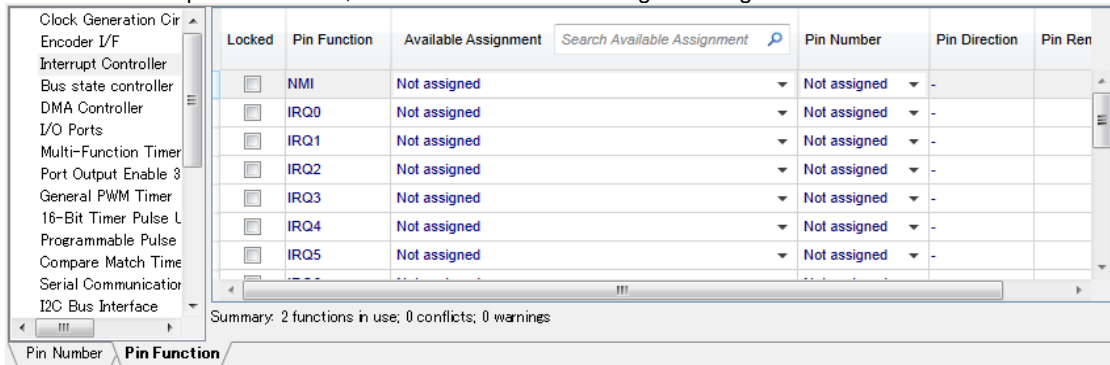 Clock Generation Cir
Encoder I/F
Interrupt Controller
Bus state controller
DMA Controller
I/O Ports
Multi-Function Timer
Port Output Enable 3
General PWM Timer
16-Bit Timer Pulse U
Programmable Pulse
Compare Match Time
Serial Communication
I2C Bus Interface
Locked Pin Function Available Assignment Search Available Assignment Pin Number Pin Direction Pin Ren
NMI Not assigned Not assigned -
IRQ0 Not assigned Not assigned -
IRQ1 Not assigned Not assigned -
IRQ2 Not assigned Not assigned -
IRQ3 Not assigned Not assigned -
IRQ4 Not assigned Not assigned -
IRQ5 Not assigned Not assigned -
Summary: 2 functions in use; 0 conflicts; 0 warnings
Pin Number Pin Function